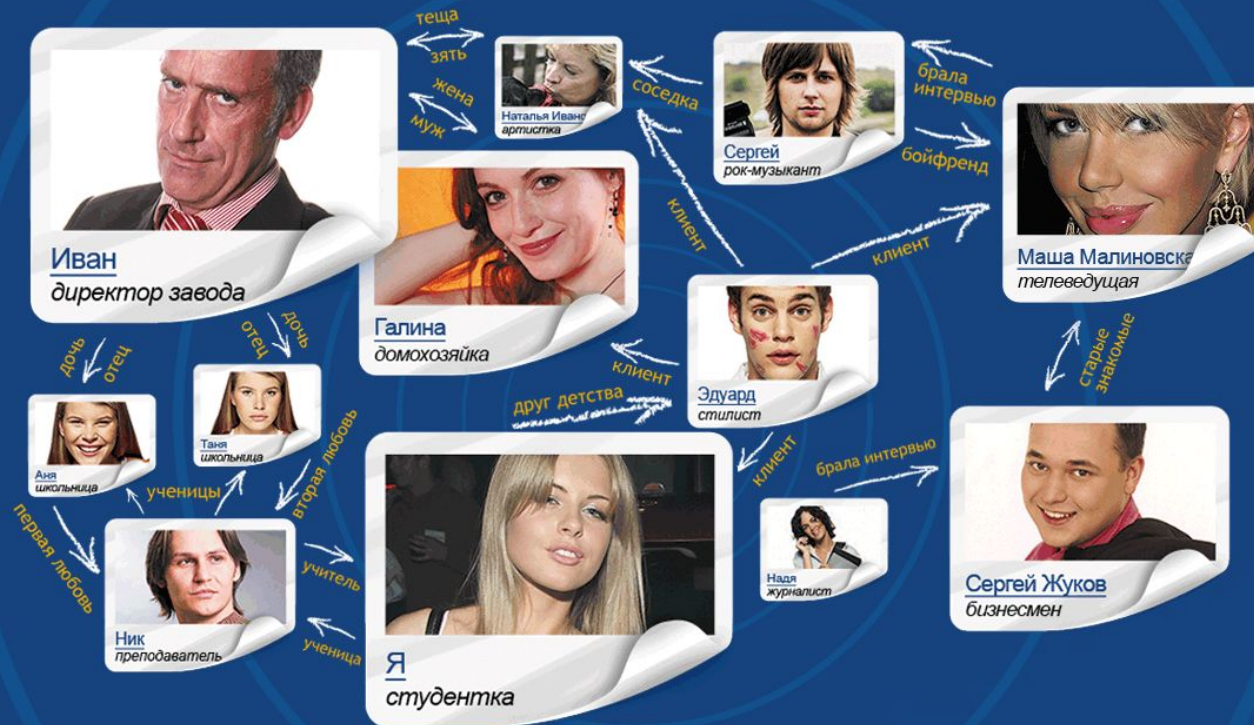 теща
зять
жена
муж
Наталья Иванс
артистка
соседка
Сергей
рок-музыкант
брала
интервью
бойфренд
Маша Малиновска
телеведущая
Иван
директор завода
Галина
домохозяйка
клиент
клиент
клиент
Эдуард
стилист
старые
знакомые
дочь
отец
дочь
отец
Аня
школьница
Таня
школьница
ученицы
первая любовь
вторая любовь
друг детства
клиент
брала интервью
Надя
журналист
Сергей Жуков
бизнесмен
Ник
преподаватель
учитель
ученица
Я
студентка